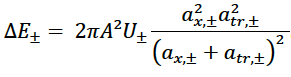 ΔE± = 2πA²U± a²x,± a²tr,± / (ax,± + atr,±)²